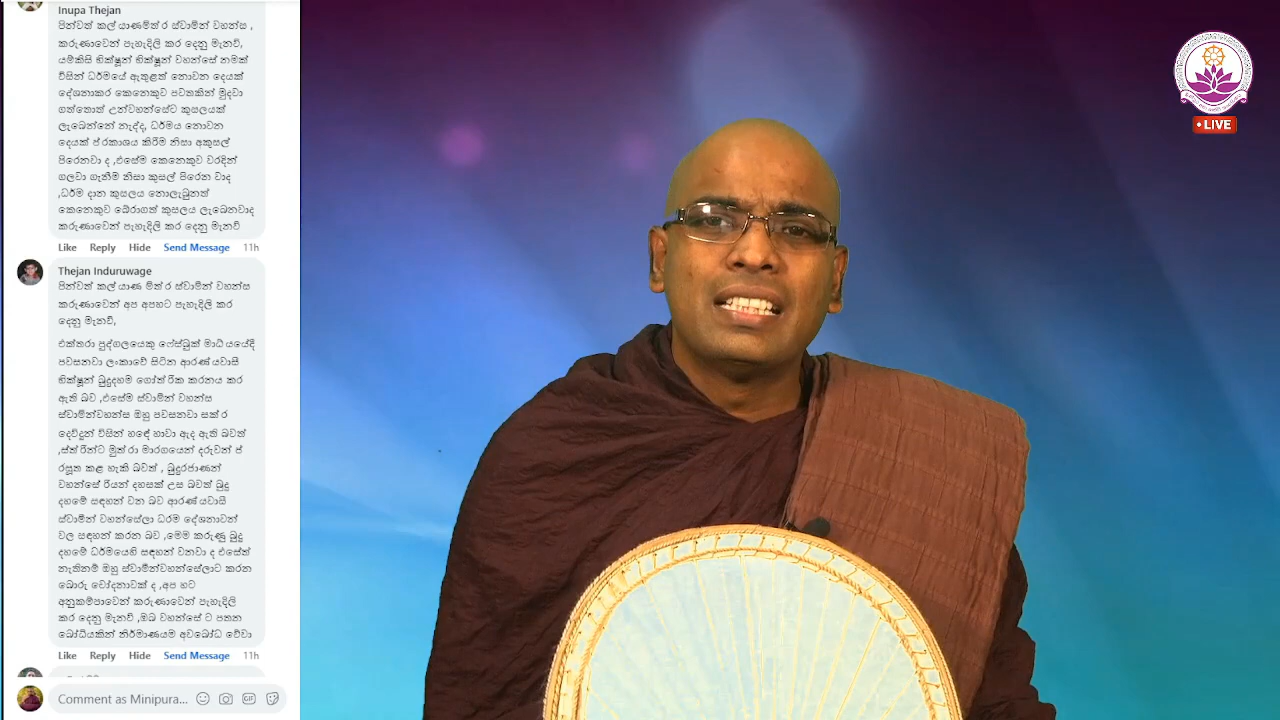 Inupa Thejan
පින්වත් කල් යාණමිත් ර ස්වාමින් වහන්ස ,
කරුණාවෙන් පැහැදිලි කර දෙනු මැනවි,
යම්කිසි භික්ෂුන් භික්ෂුන් වහන්සේ නමක්
විසින් ධර්මයේ ඇතුළත් නොවන දෙයක්
දේශනාකර කෙනෙකුව පවතකින් මුදවා
ගත්තොත් උන්වහන්සේට කුසලයක්
ලැබෙන්නේ නැද්ද, ධර්මය නොවන
දෙයක් ප් රකාශය කිරීම නිසා අකුසල්
පිරෙනවා ද ,එසේම කෙනෙකුව වරදින්
ගලවා ගැනීම නිසා කුසල් පිරෙන වාද
,ධර්ම දාන කුසලය නොලැබුනත්
කෙනෙකුව බේරාගත් කුසලය ලැබෙනවාද
කරුණාවෙන් පැහැදිලි කර දෙනු මැනවි
Like Reply Hide Send Message 11h
Thejan Induruwage
පින්වත් කල් යාණ මිත් ර ස්වාමින් වහන්ස
කරුණාවෙන් අප අපහට පැහැදිලි කර
දෙනු මැනවි,
එක්තරා පුද්ගලයෙකු ෆේස්බුක් මාධ් යයේදී
පවසනවා ලංකාවේ සිටින ආරණ් යවාසී
භික්ෂුන් බුදුදහම ගෝත් රික කරනය කර
ඇති බව ,එසේම ස්වාමින් වහන්ස
ස්වාමින්වහන්ස ඔහු පවසනවා සක් ර
දෙවිදුන් විසින් හඳේ හාවා ඇද ඇති බවත්
,ස්ත් රීන්ට මුත් රා මාර්ගයෙන් දරුවන් ප්
රසූත කළ හැකි බවත් , බුදුරජාණන්
වහන්සේ රියන් දහසක් උස බවත් බුදු
දහමේ සඳහන් වන බව ආරණ් යවාසී
ස්වාමින් වහන්සේලා ධර්ම දේශනාවන්
වල සඳහන් කරන බව ,මෙම කරුණු බුදු
දහමේ ධර්මයෙහි සඳහන් වනවා ද එසේත්
නැතිනම් ඔහු ස්වාමින්වහන්සේලාට කරන
බොරු චෝදනාවක් ද ,අප හට
අනුකම්පාවෙන් කරුණාවෙන් පැහැදිලි
කර දෙනු මැනවි ,ඔබ වහන්සේ ට පතන
බෝධියකින් නිර්මාණයම අවබෝධ වේවා
Like Reply Hide Send Message 11h
Comment as Minipura...
LIVE